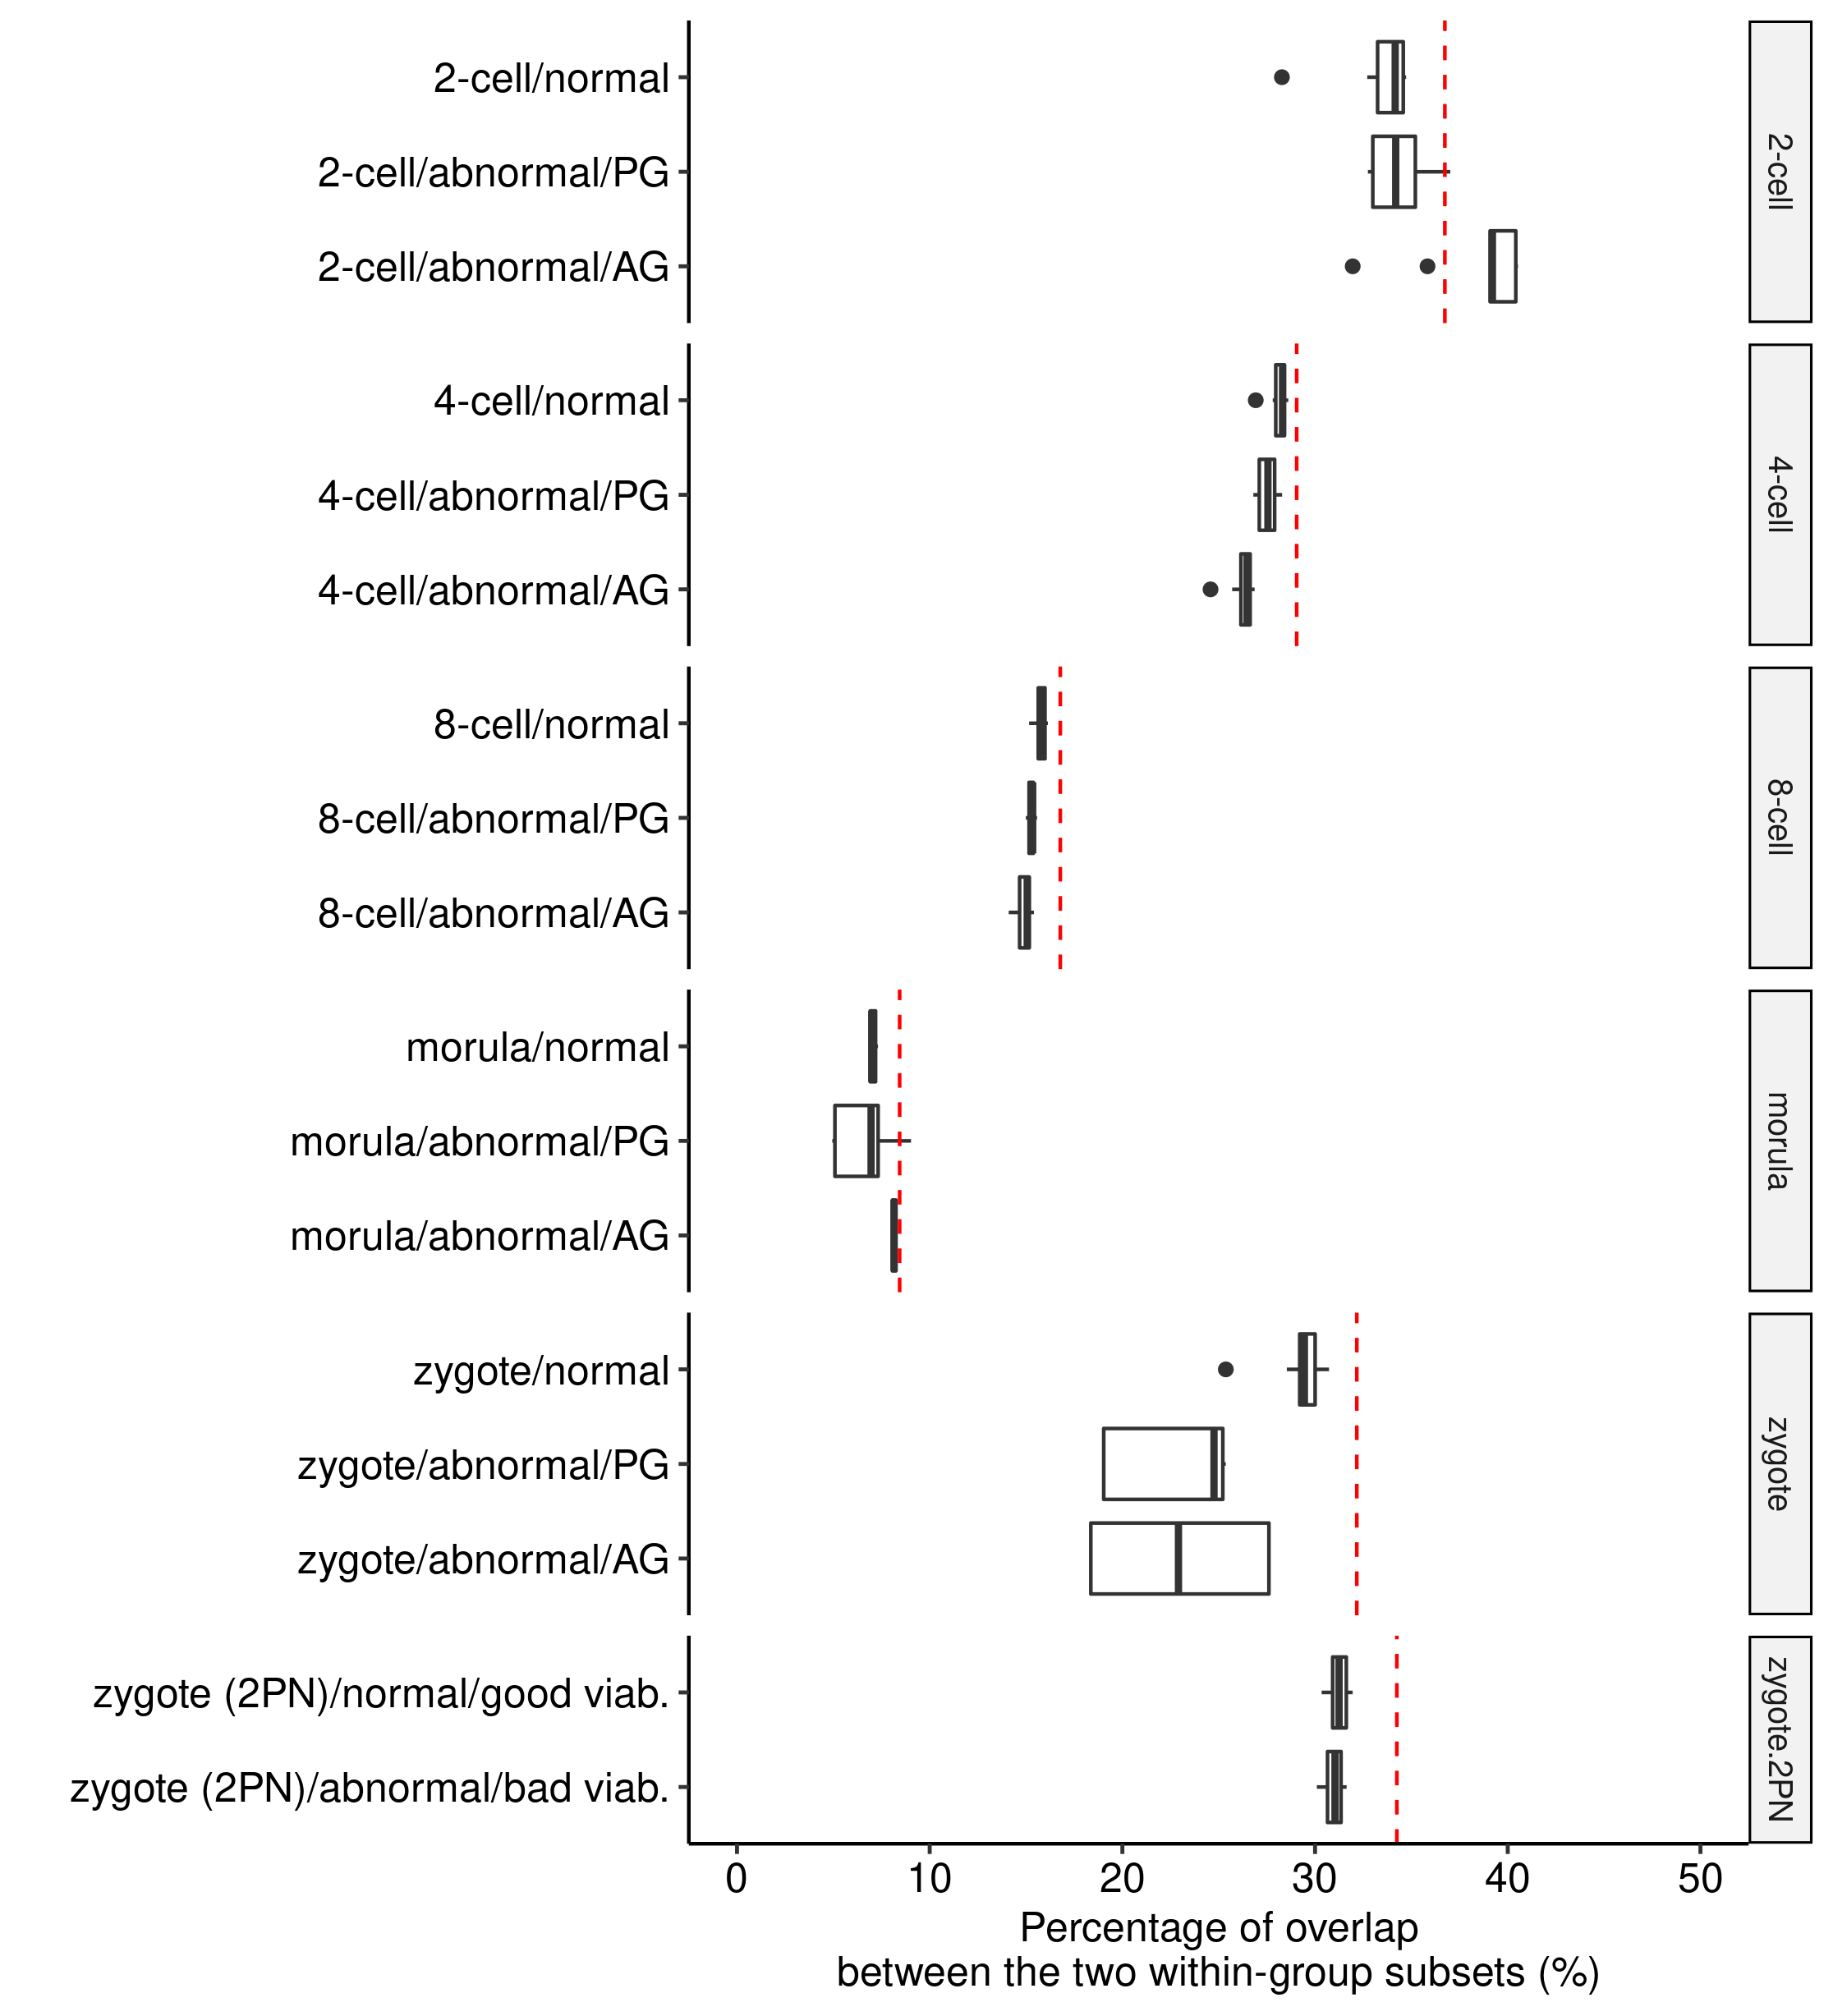 2-cell/normal
2-cell/abnormal/PG
2-cell/abnormal/AG
2-cell
4-cell/normal
4-cell/abnormal/PG
4-cell/abnormal/AG
4-cell
8-cell/normal
8-cell/abnormal/PG
8-cell/abnormal/AG
8-cell
morula/normal
morula/abnormal/PG
morula/abnormal/AG
morula
zygote/normal
zygote/abnormal/PG
zygote/abnormal/AG
zygote
zygote (2PN)/normal/good viab.
zygote (2PN)/abnormal/bad viab.
zygote.2PN
0 10 20 30 40 50
Percentage of overlap
between the two within-group subsets (%)